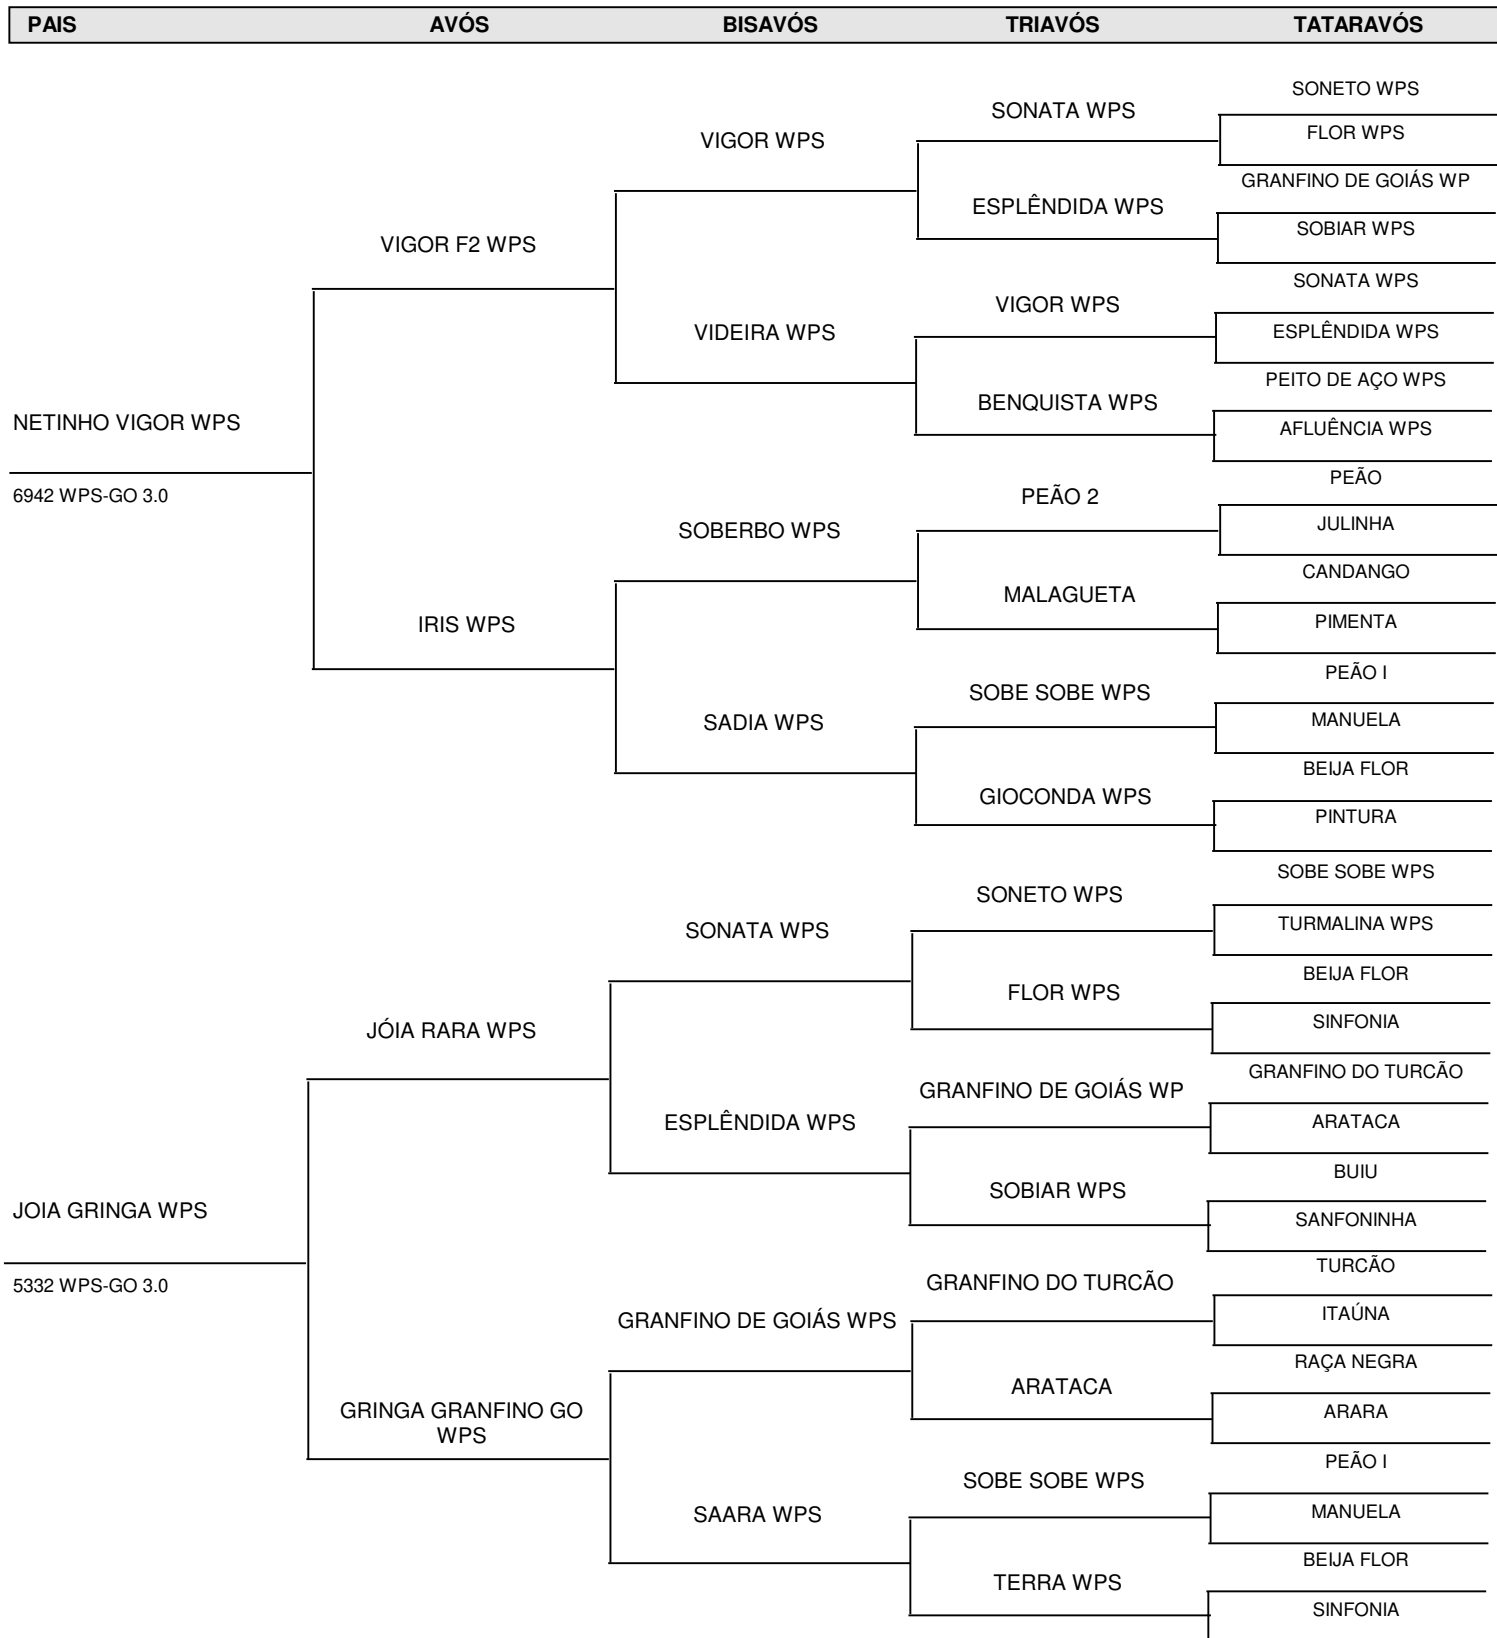 PAIS AVÓS BISAVÓS TRIAVÓS TATARAVÓS
SONETO WPS
SONATA WPS
FLOR WPS
VIGOR WPS
GRANFINO DE GOIÁS WP
ESPLÊNDIDA WPS
SOBIAR WPS
VIGOR F2 WPS
SONATA WPS
VIGOR WPS
VIDEIRA WPS
ESPLÊNDIDA WPS
PEITO DE AÇO WPS
BENQUISTA WPS
NETINHO VIGOR WPS
AFLUÊNCIA WPS
PEÃO
6942 WPS-GO 3.0
PEÃO 2
JULINHA
SOBERBO WPS
CANDANGO
MALAGUETA
PIMENTA
IRIS WPS
PEÃO I
SOBE SOBE WPS
MANUELA
SADIA WPS
BEIJA FLOR
GIOCONDA WPS
PINTURA
SOBE SOBE WPS
SONETO WPS
TURMALINA WPS
SONATA WPS
BEIJA FLOR
FLOR WPS
SINFONIA
JÓIA RARA WPS
GRANFINO DO TURCÃO
GRANFINO DE GOIÁS WP
ARATACA
ESPLÊNDIDA WPS
BUIU
SOBIAR WPS
JOIA GRINGA WPS
SANFONINHA
TURCÃO
5332 WPS-GO 3.0
GRANFINO DO TURCÃO
ITAÚNA
GRANFINO DE GOIÁS WPS
RAÇA NEGRA
ARATACA
GRINGA GRANFINO GO
WPS
ARARA
PEÃO I
SOBE SOBE WPS
MANUELA
SAARA WPS
BEIJA FLOR
TERRA WPS
SINFONIA